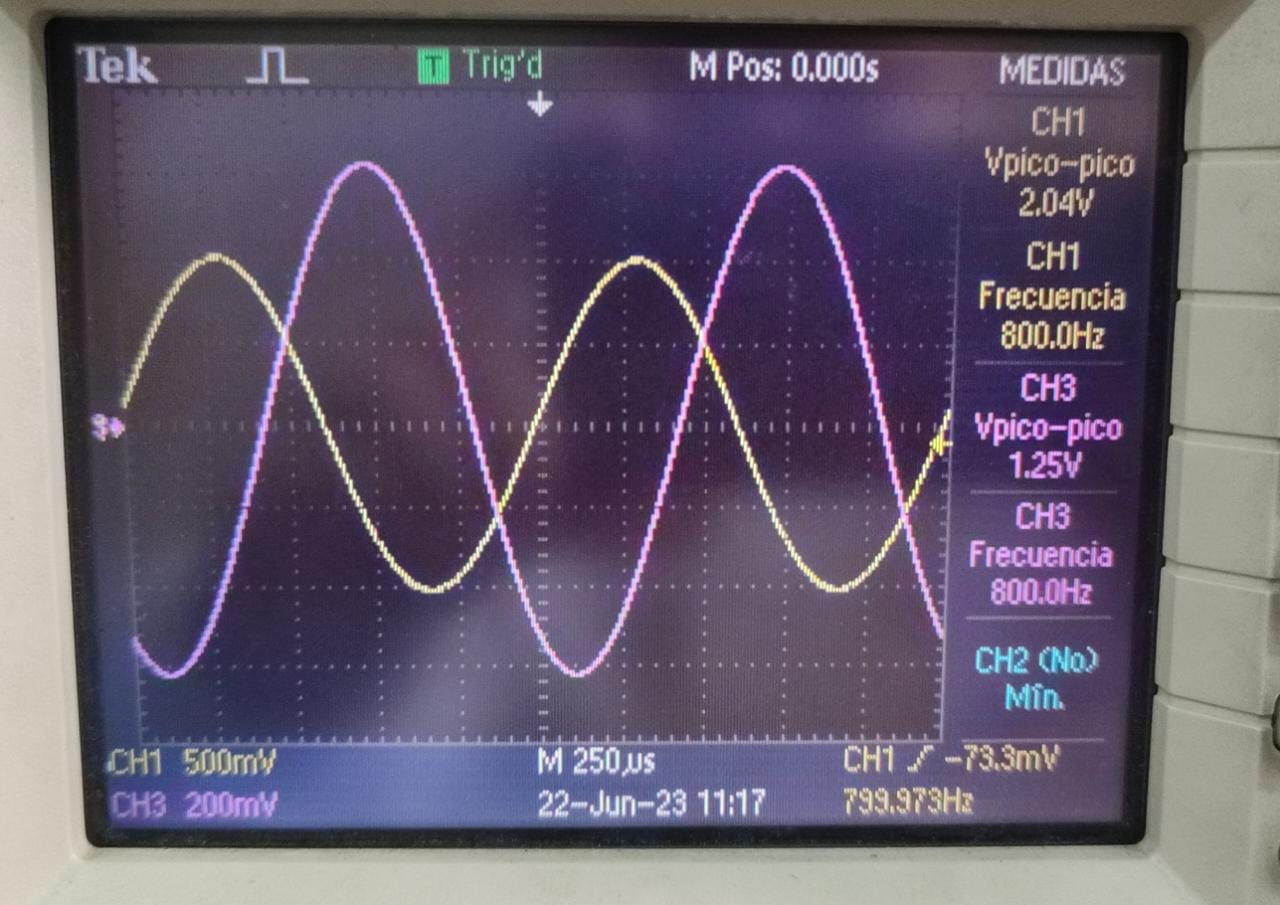 Tek T Trig'd M Pos: 0.000s MEDIDAS
CH1
Vpico-pico
2.04V
CH1
Frecuencia
800.0Hz
CH3
Vpico-pico
1.25V
CH3
Frecuencia
800.0Hz
CH2 (No)
Mín.
3
CH1 500mV M 250µs CH1 -73.3mV
CH3 200mV 22-Jun-23 11:17 799.973Hz